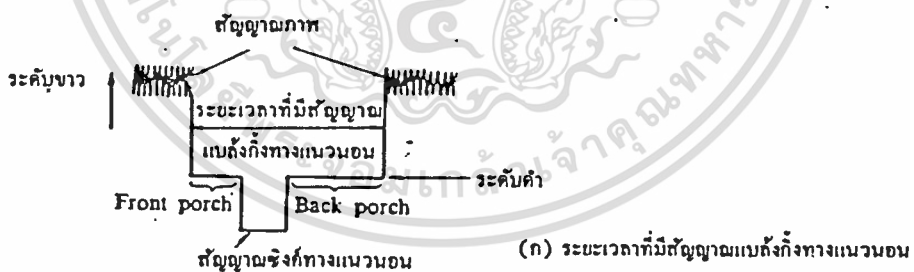 สัญญาณภาพ
ระดับขาว
ระยะเวลาที่มีสัญญาณ
แบล้งกิ้งทางแนวนอน
ระดับดำ
Front porch
Back porch
สัญญาณซิงค์ทางแนวนอน
(ก) ระยะเวลาที่มีสัญญาณแบล้งกิ้งทางแนวนอน